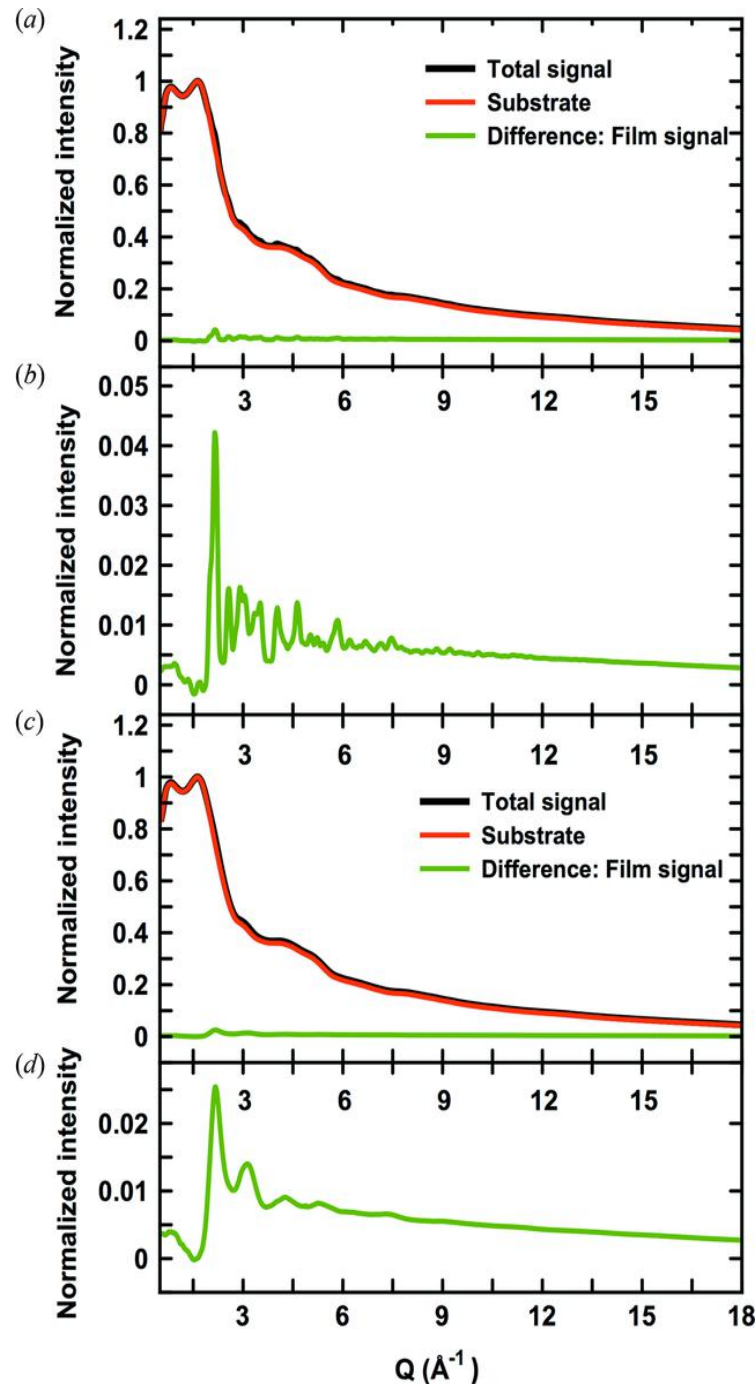 (a)
Normalized intensity
1.2
1
0.8
0.6
0.4
0.2
0
Total signal
Substrate
Difference: Film signal
(b)
Normalized intensity
0.05
0.04
0.03
0.02
0.01
0
3 6 9 12 15
(c)
Normalized intensity
1.2
1
0.8
0.6
0.4
0.2
0
3 6 9 12 15
Total signal
Substrate
Difference: Film signal
(d)
Normalized intensity
0.02
0.01
0
3 6 9 12 15
3 6 9 12 15 18
Q (Å-1)